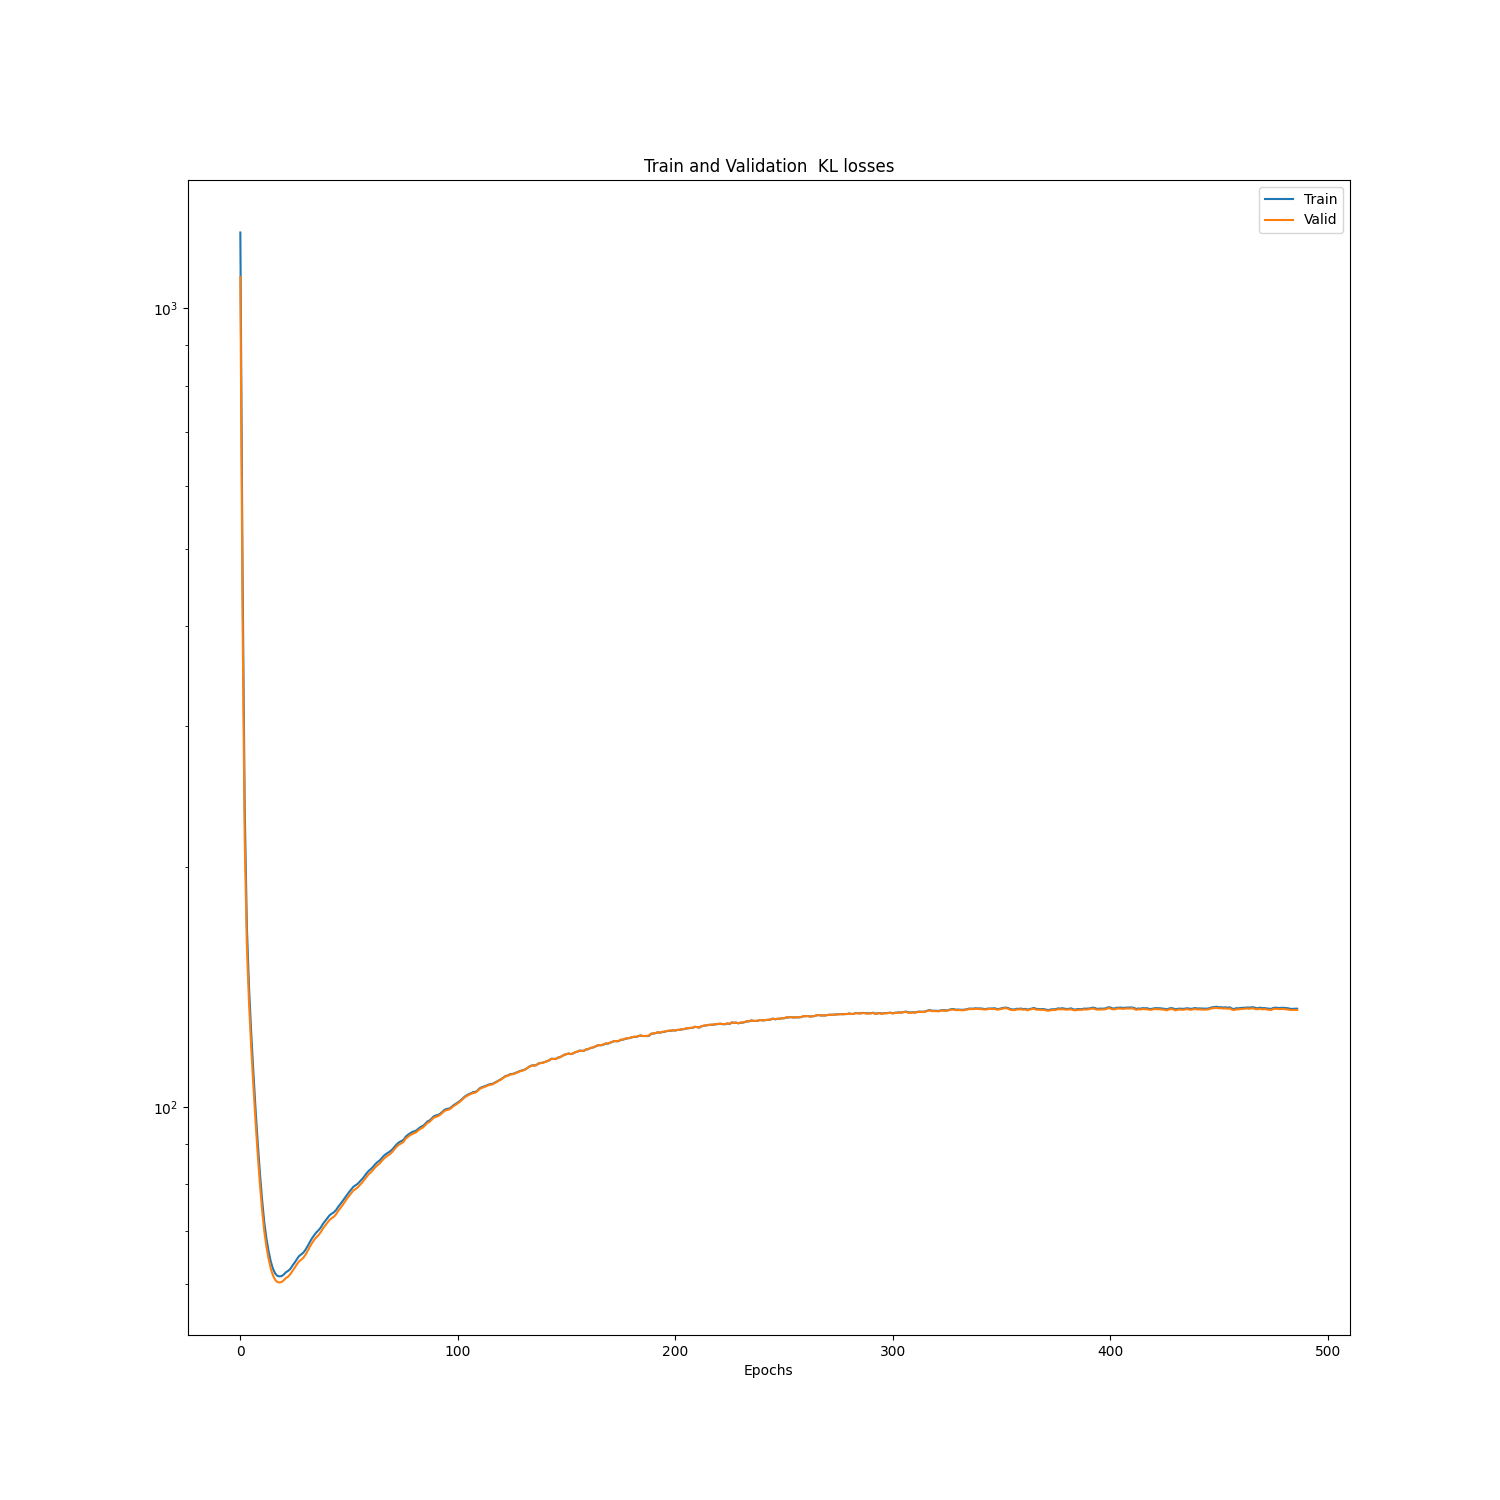 Train and Validation  KL losses
Train
Valid
10³
10²
0 100 200 300 400 500
Epochs